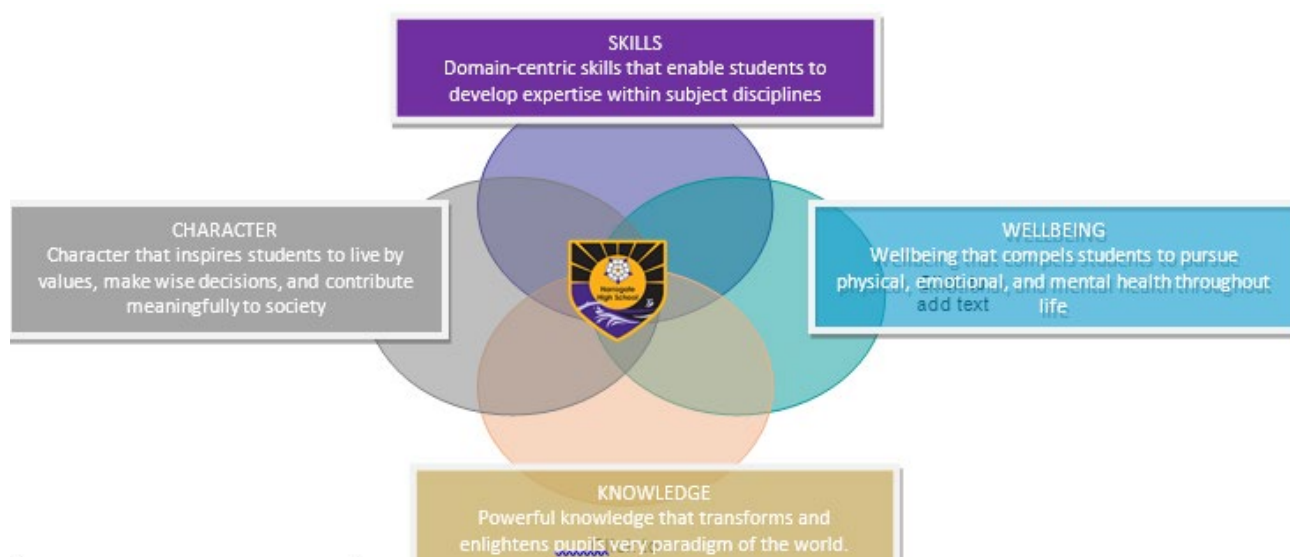 SKILLS
Domain-centric skills that enable students to
develop expertise within subject disciplines
CHARACTER
Character that inspires students to live by
values, make wise decisions, and contribute
meaningfully to society
Harrogate
High School
WELLBEING
Wellbeing that compels students to pursue
physical, emotional, and mental health throughout
life
add text
KNOWLEDGE
Powerful knowledge that transforms and
enlightens pupils very paradigm of the world.